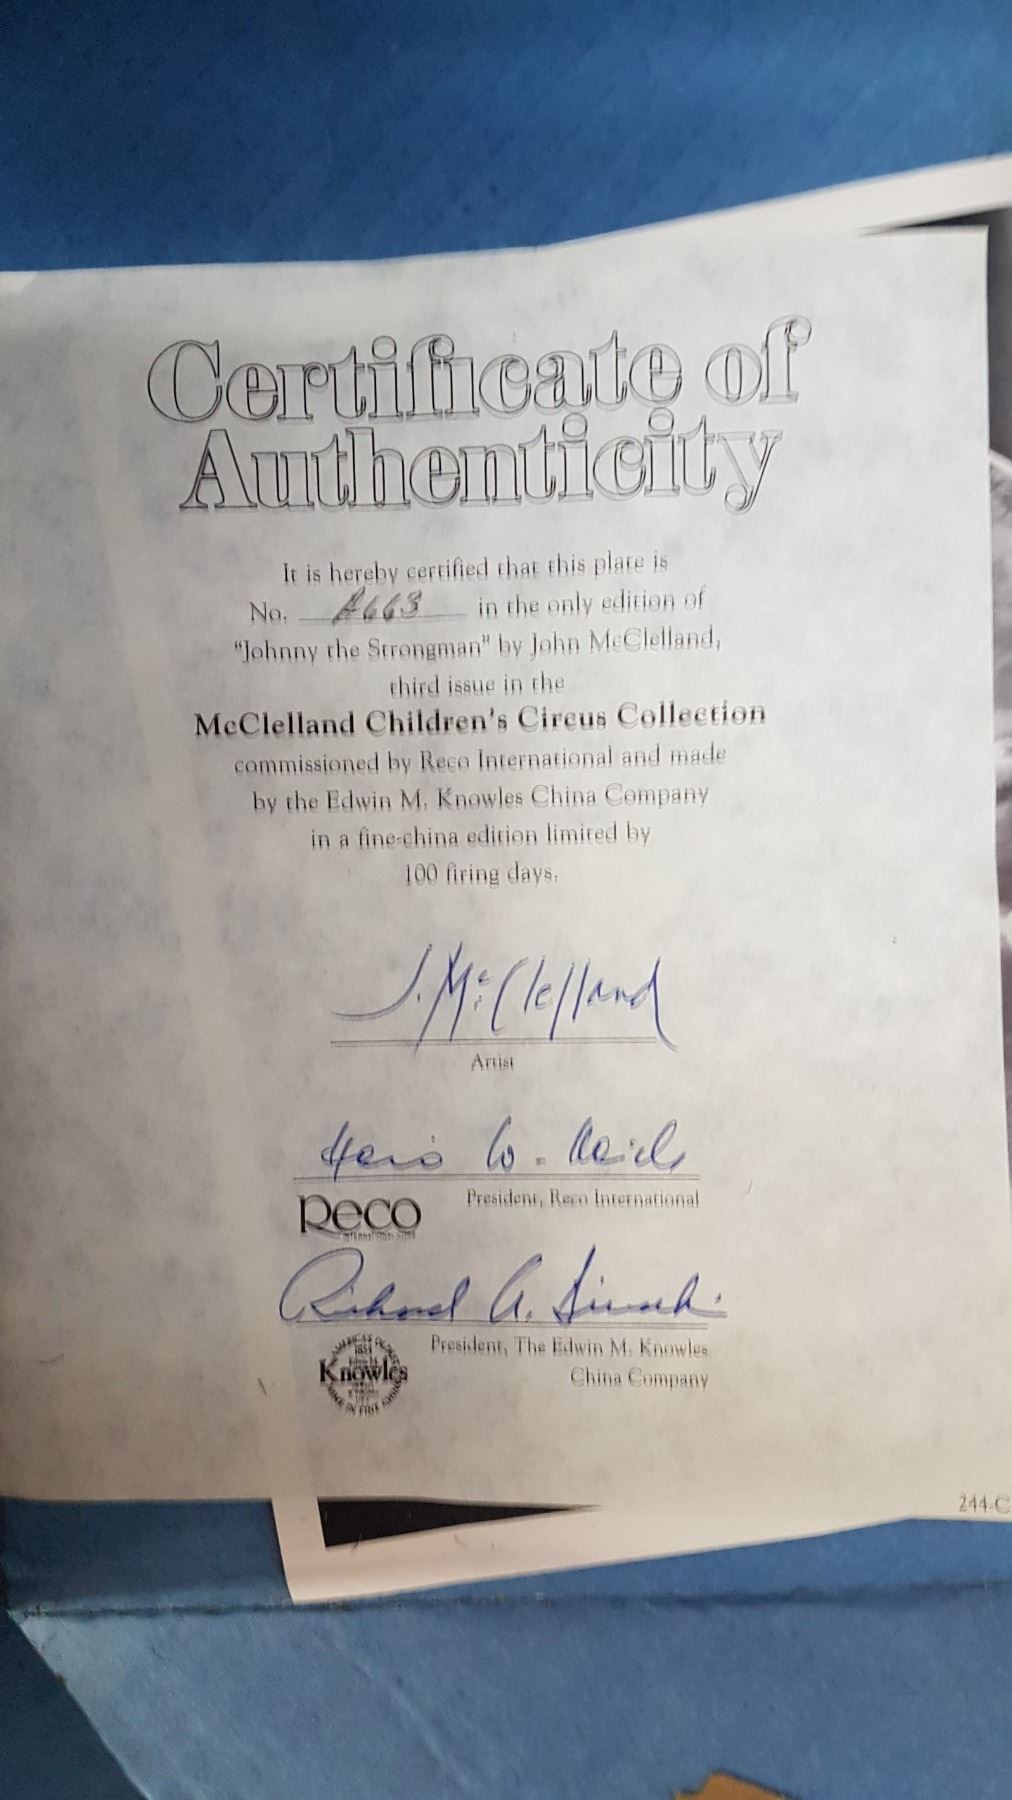 Certificate of
Authenticity
It is hereby certified that this plate is
No. A663 in the only edition of
"Johnny the Strongman" by John McClelland,
third issue in the
McClelland Children's Circus Collection
commissioned by Reco International and made
by the Edwin M. Knowles China Company
in a fine-china edition limited by
100 firing days.
J. McClelland
Artist
W.
Reco
INTERNATIONAL CORP.
President, Reco International
Richard A.
Knowles
President, The Edwin M. Knowles
China Company
244-C